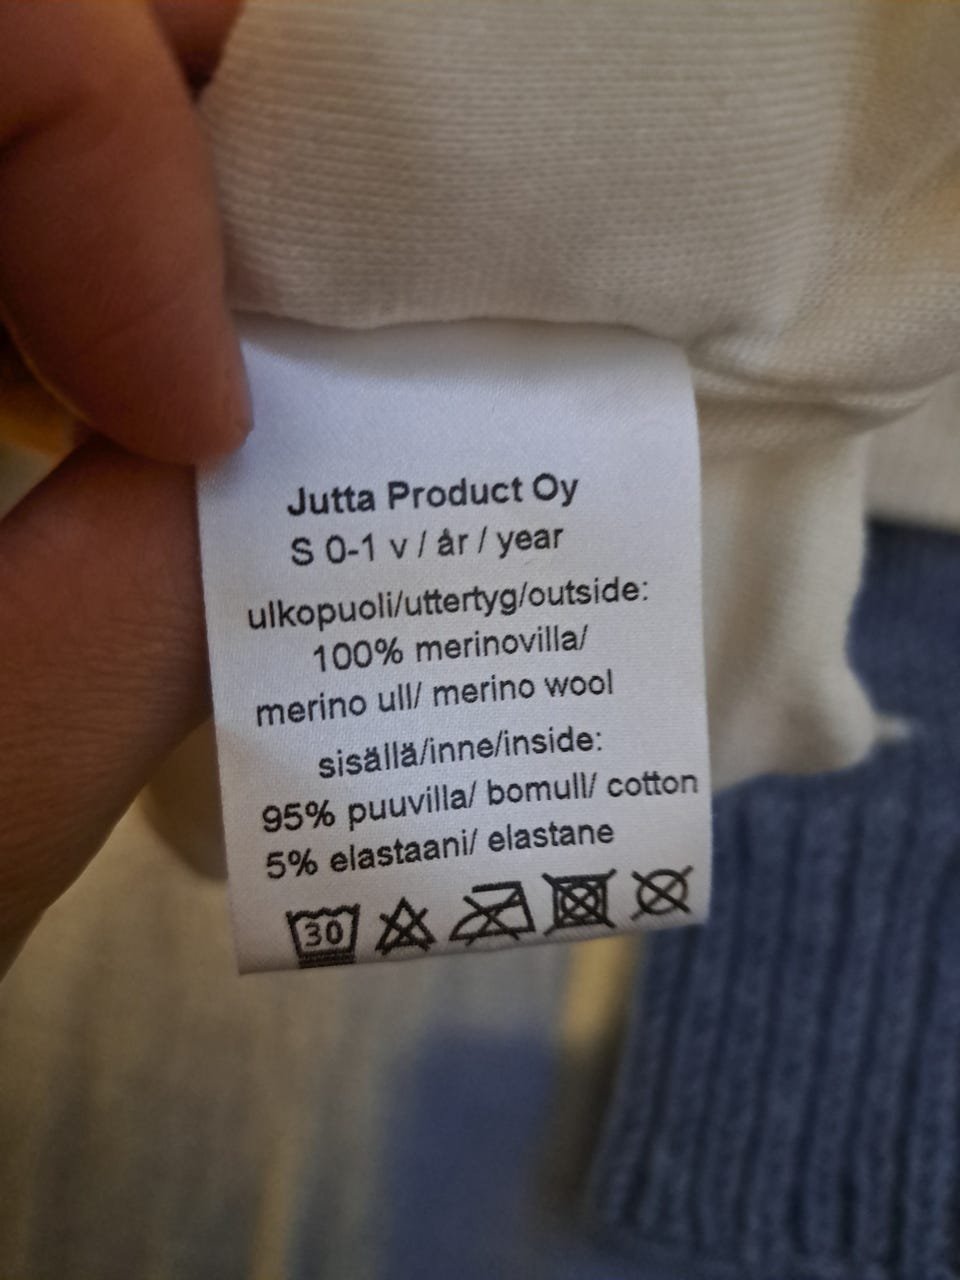 Jutta Product Oy
S 0-1 v / år / year
ulkopuoli/uttertyg/outside:
100% merinovilla/
merino ull/ merino wool
sisällä/inne/inside:
95% puuvilla/ bomull/ cotton
5% elastaani/ elastane
30